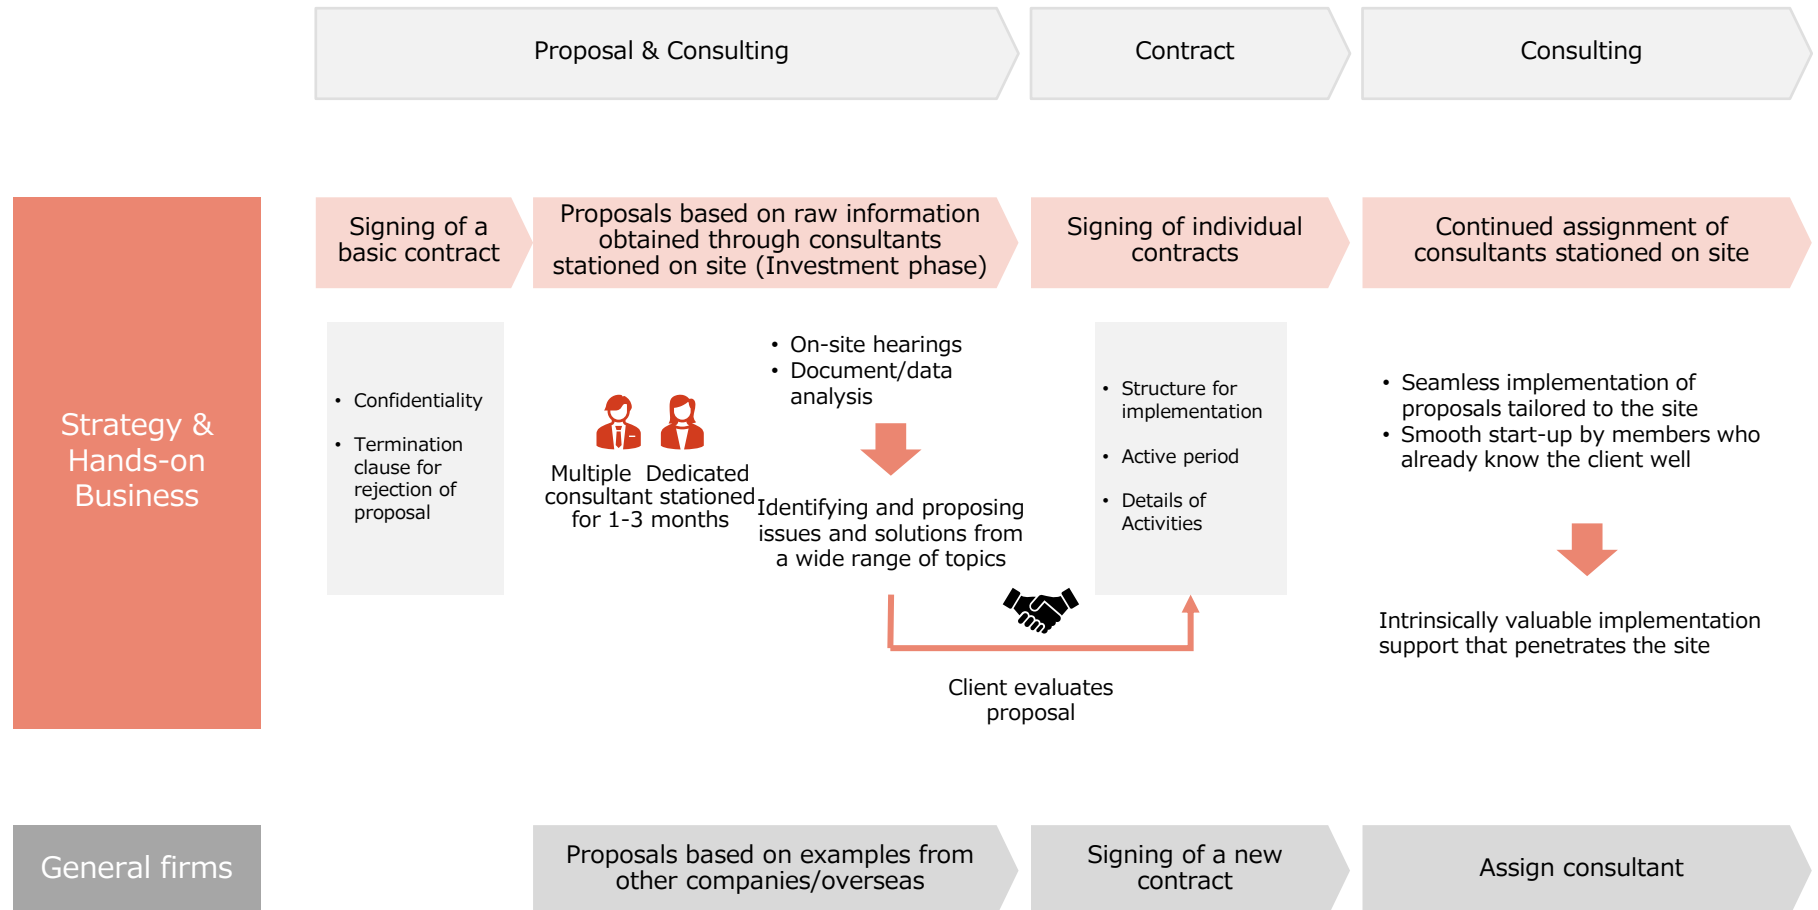 Proposal & Consulting
Contract
Consulting
Strategy &
Hands-on
Business
Signing of a
basic contract
Proposals based on raw information
obtained through consultants
stationed on site (Investment phase)
Signing of individual
contracts
Continued assignment of
consultants stationed on site
• Confidentiality
• Termination
clause for
rejection of
proposal
Multiple Dedicated
consultant stationed
for 1-3 months
• On-site hearings
• Document/data
analysis
Identifying and proposing
issues and solutions from
a wide range of topics
Client evaluates
proposal
• Structure for
implementation
• Active period
• Details of
Activities
• Seamless implementation of
proposals tailored to the site
• Smooth start-up by members who
already know the client well
Intrinsically valuable implementation
support that penetrates the site
General firms
Proposals based on examples from
other companies/overseas
Signing of a new
contract
Assign consultant